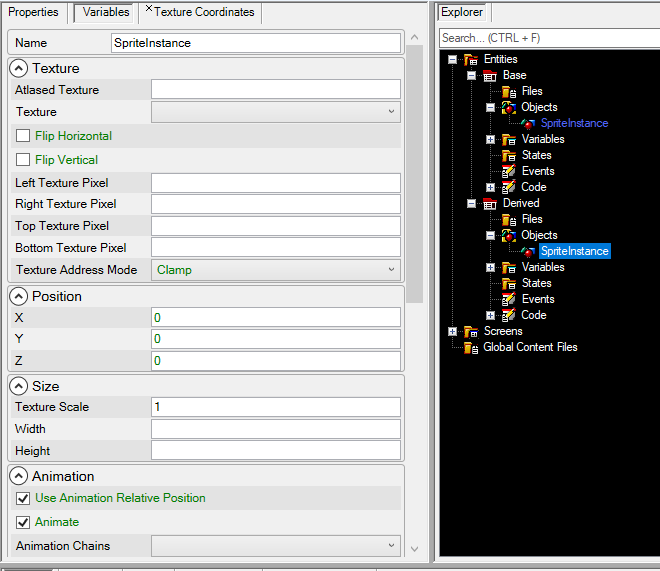 Properties
Variables
Texture Coordinates
Name
SpriteInstance
Texture
Atlased Texture
Texture
Flip Horizontal
Flip Vertical
Left Texture Pixel
Right Texture Pixel
Top Texture Pixel
Bottom Texture Pixel
Texture Address Mode
Clamp
Position
X
0
Y
0
Z
0
Size
Texture Scale
1
Width
Height
Animation
Use Animation Relative Position
Animate
Animation Chains
Explorer
Search... (CTRL + F)
Entities
Base
Files
Objects
SpriteInstance
Variables
States
Events
Code
Derived
Files
Objects
SpriteInstance
Variables
States
Events
Code
Screens
Global Content Files